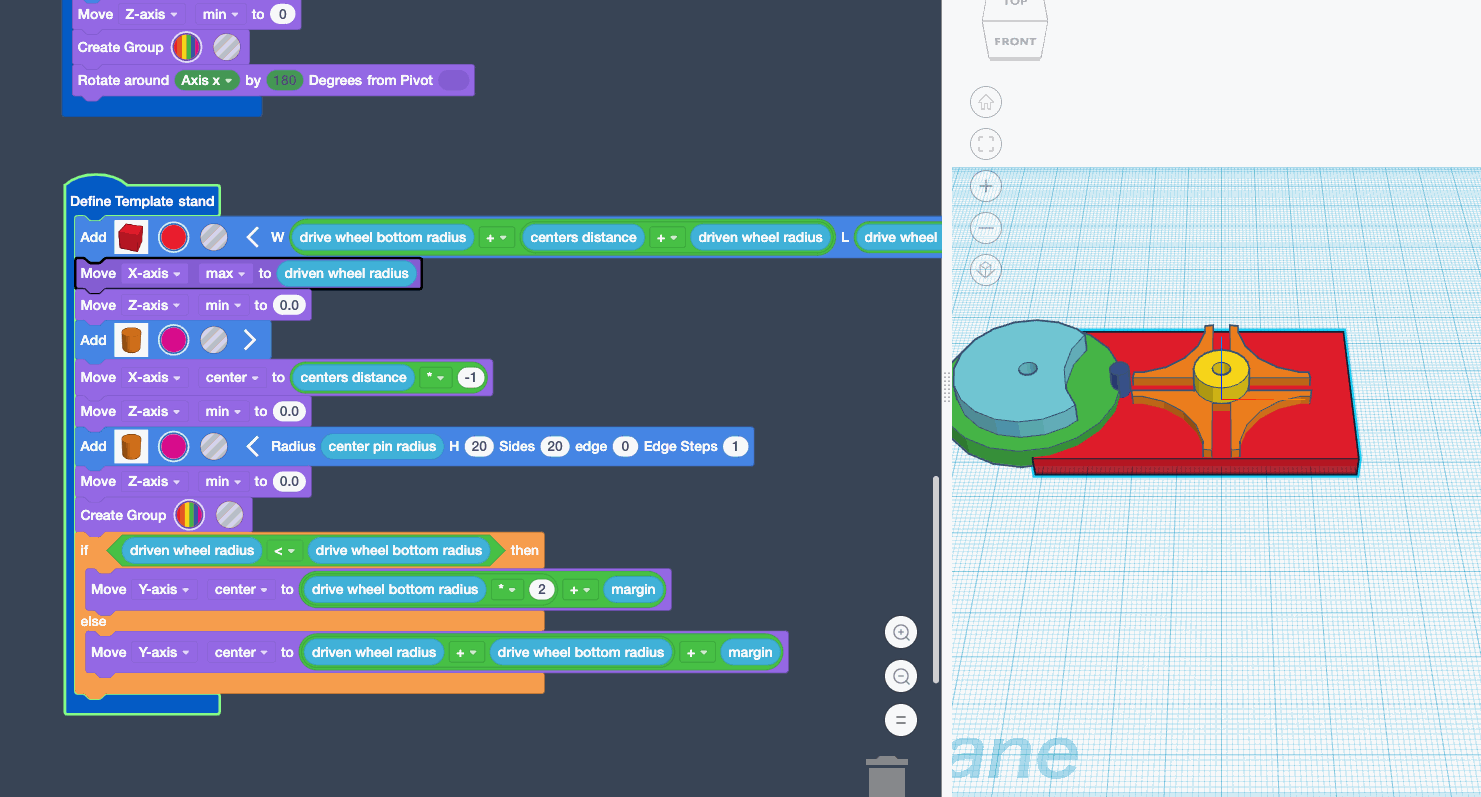 Move Z-axis min to 0
Create Group
Rotate around Axis x by 180 Degrees from Pivot
Define Template stand
Add W drive wheel bottom radius + centers distance + driven wheel radius L drive wheel
Move X-axis max to driven wheel radius
Move Z-axis min to 0.0
Add
Move X-axis center to centers distance * -1
Move Z-axis min to 0.0
Add Radius center pin radius H 20 Sides 20 edge 0 Edge Steps 1
Move Z-axis min to 0.0
Create Group
if driven wheel radius < drive wheel bottom radius then
Move Y-axis center to drive wheel bottom radius * 2 + margin
else
Move Y-axis center to driven wheel radius + drive wheel bottom radius + margin
TOP
FRONT
ane